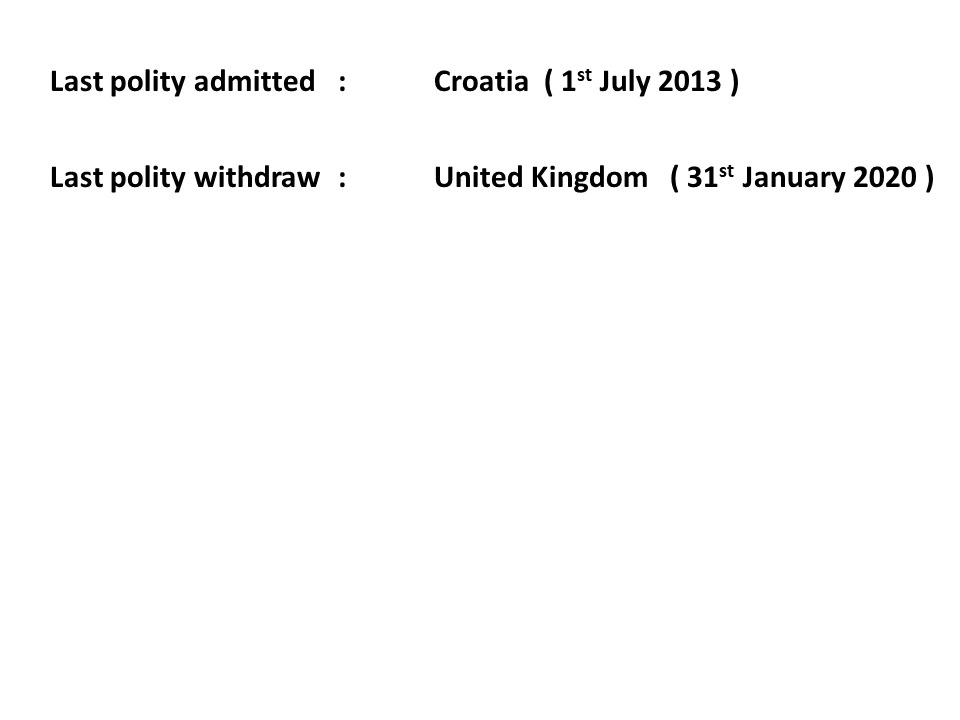 Last polity admitted : Croatia ( 1st July 2013 )
Last polity withdraw : United Kingdom ( 31st January 2020 )